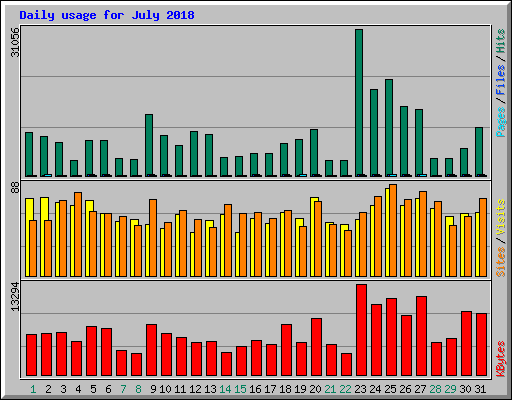 Daily usage for July 2018
31056
Pages / Files / Hits
88
Sites / Visits
13294
KBytes
1 2 3 4 5 6 7 8 9 10 11 12 13 14 15 16 17 18 19 20 21 22 23 24 25 26 27 28 29 30 31